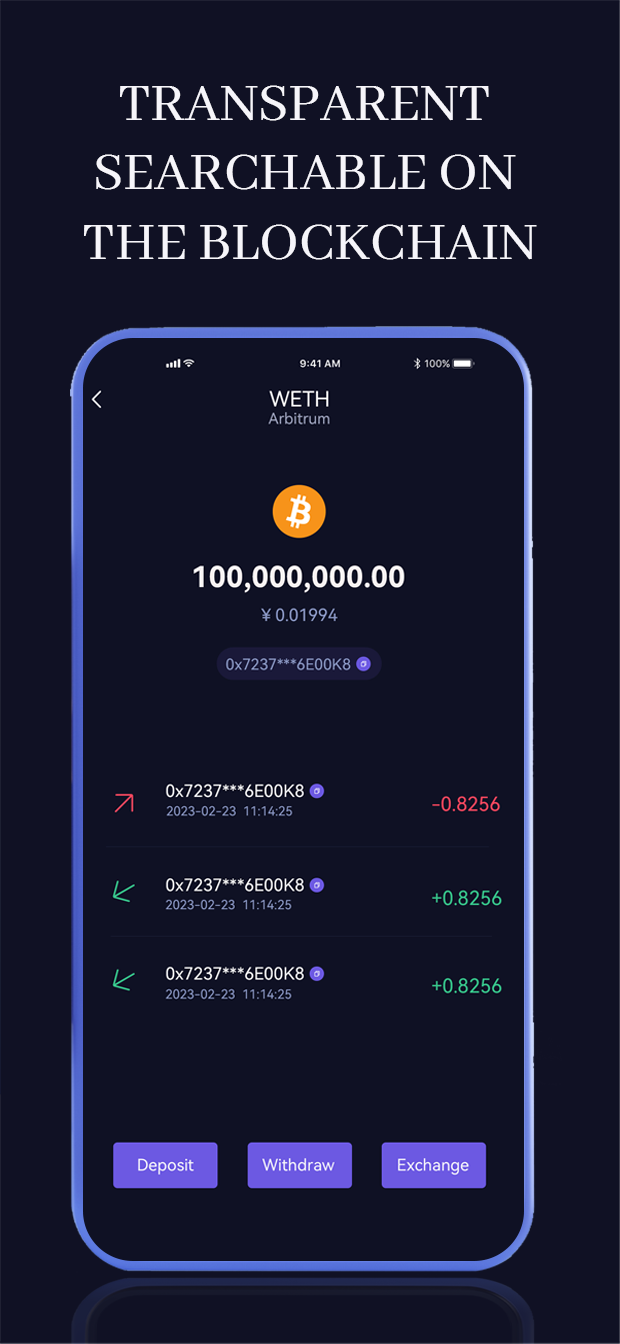 TRANSPARENT
SEARCHABLE ON
THE BLOCKCHAIN
9:41 AM
100%
WETH
Arbitrum
100,000,000.00
¥ 0.01994
0x7237***6E00K8
0x7237***6E00K8
2023-02-23 11:14:25
-0.8256
0x7237***6E00K8
2023-02-23 11:14:25
+0.8256
0x7237***6E00K8
2023-02-23 11:14:25
+0.8256
Deposit
Withdraw
Exchange